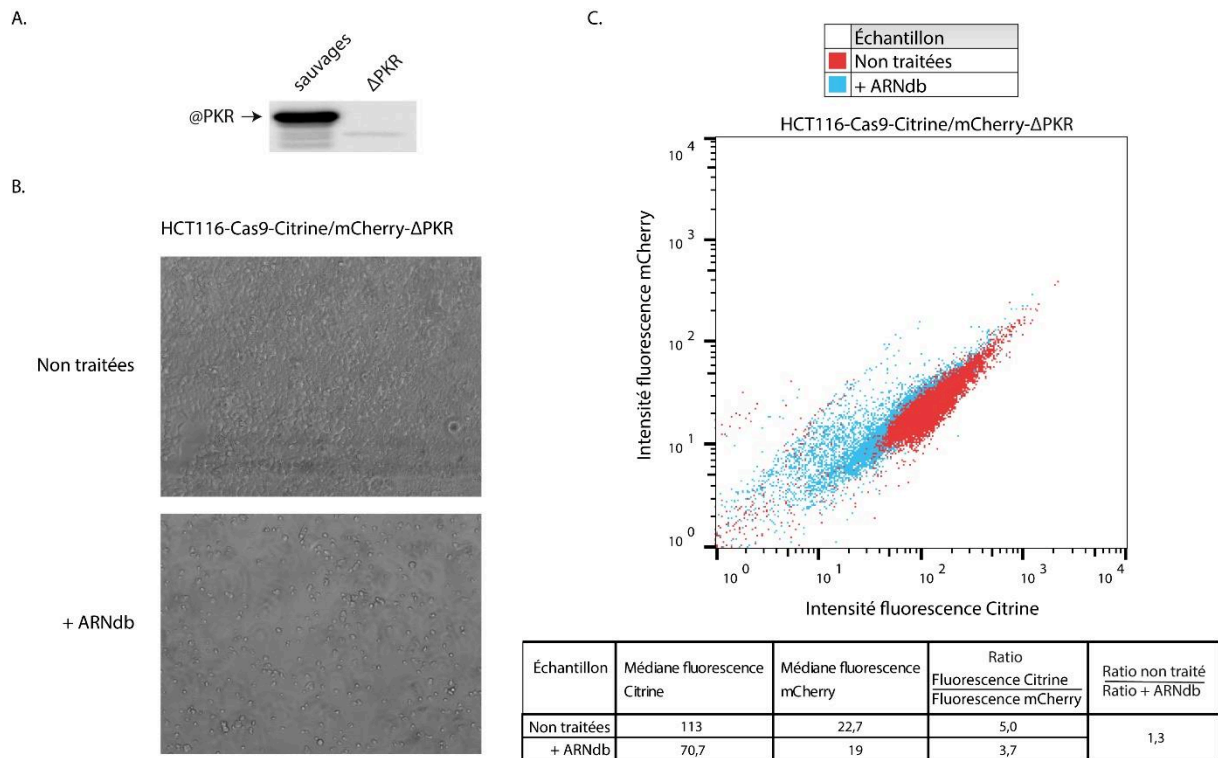 A.
sauvages
ΔPKR
@PKR →
B.
HCT116-Cas9-Citrine/mCherry-ΔPKR
Non traitées
+ ARNdb
C.
Échantillon
Non traitées
+ ARNdb
HCT116-Cas9-Citrine/mCherry-ΔPKR
Intensité fluorescence mCherry
10 4
10 3
10 2
10 1
10 0
10 0
10 1
10 2
10 3
10 4
Intensité fluorescence Citrine
Échantillon
Médiane fluorescence
Citrine
Médiane fluorescence
mCherry
Ratio
Fluorescence Citrine
Fluorescence mCherry
Ratio non traité
Ratio + ARNdb
Non traitées 113 22,7 5,0
1,3
+ ARNdb 70,7 19 3,7